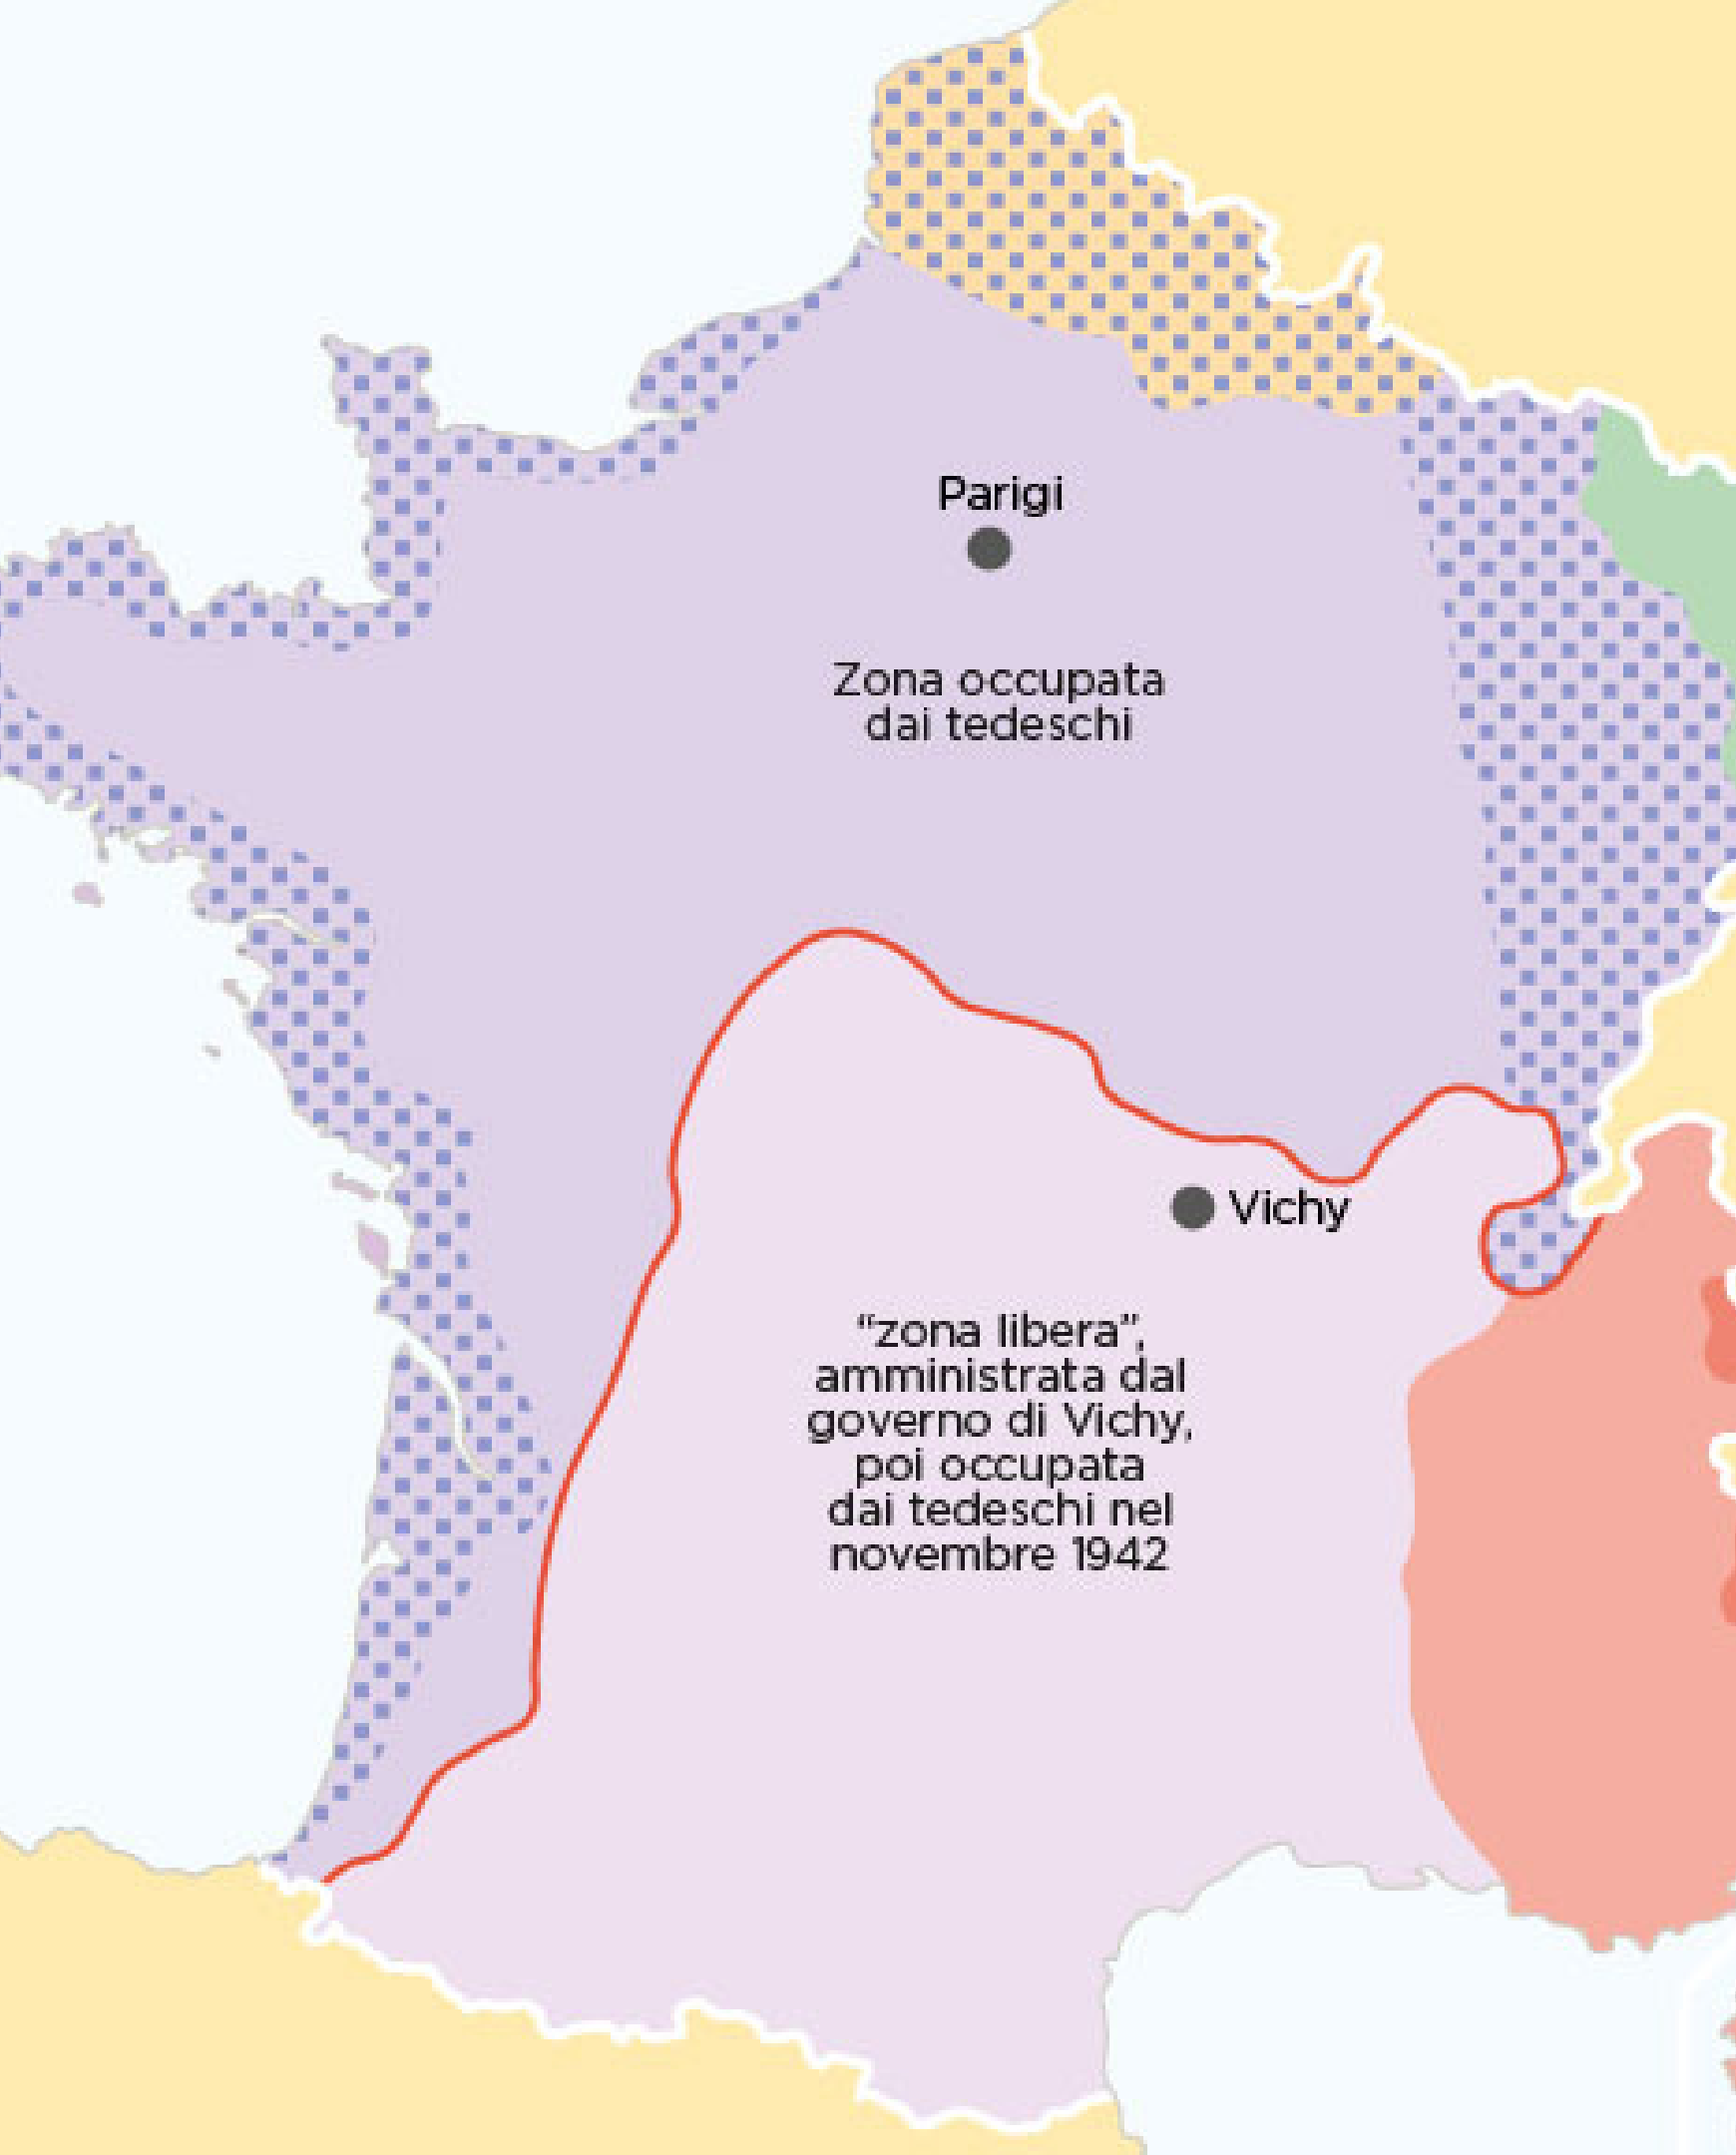 Parigi
Zona occupata
dai tedeschi
Vichy
“zona libera”,
amministrata dal
governo di Vichy,
poi occupata
dai tedeschi nel
novembre 1942